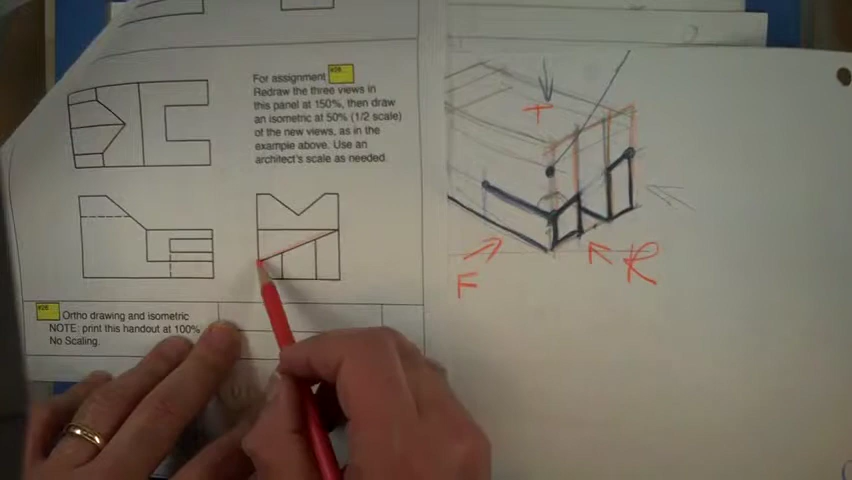 For assignment #28
Redraw the three views in
this panel at 150%, then draw
an isometric at 50% (1/2 scale)
of the new views, as in the
example above. Use an
architect's scale as needed.
T
F
R
#28 Ortho drawing and isometric
NOTE: print this handout at 100%
No Scaling.